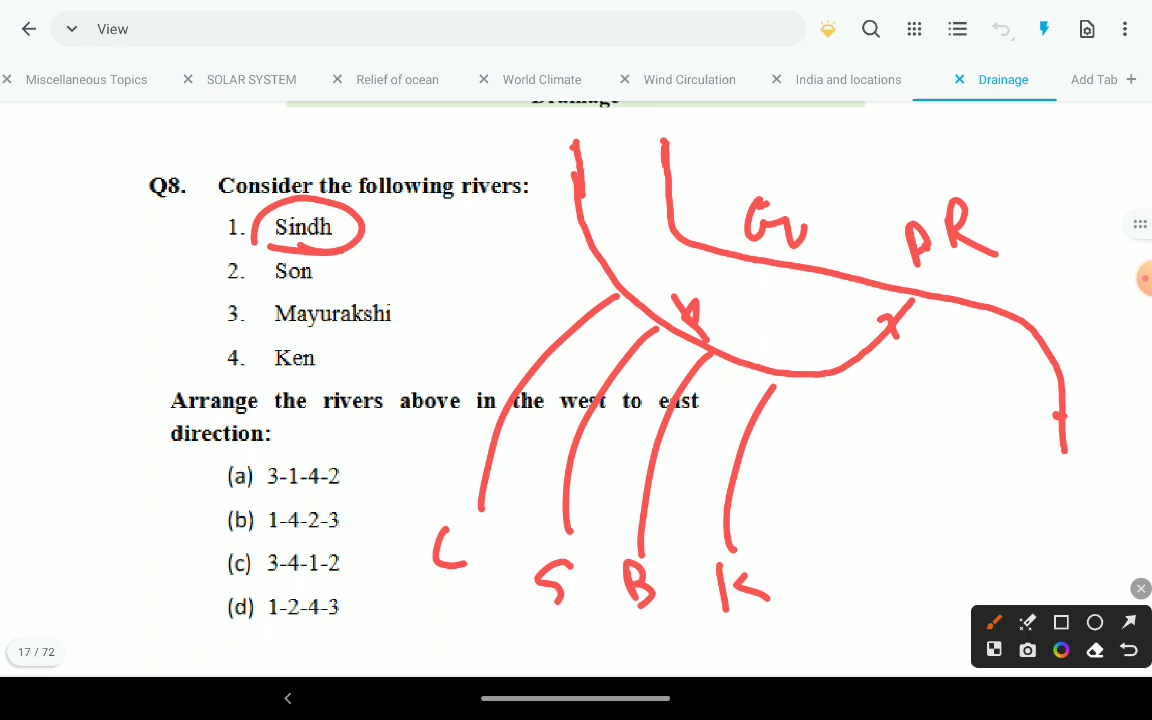 View
Miscellaneous Topics SOLAR SYSTEM Relief of ocean World Climate Wind Circulation India and locations Drainage Add Tab +
Drainage
Q8. Consider the following rivers:
1. Sindh
2. Son
3. Mayurakshi
4. Ken
Arrange the rivers above in the west to east
direction:
(a) 3-1-4-2
(b) 1-4-2-3
(c) 3-4-1-2
(d) 1-2-4-3
C S B K
17 / 72